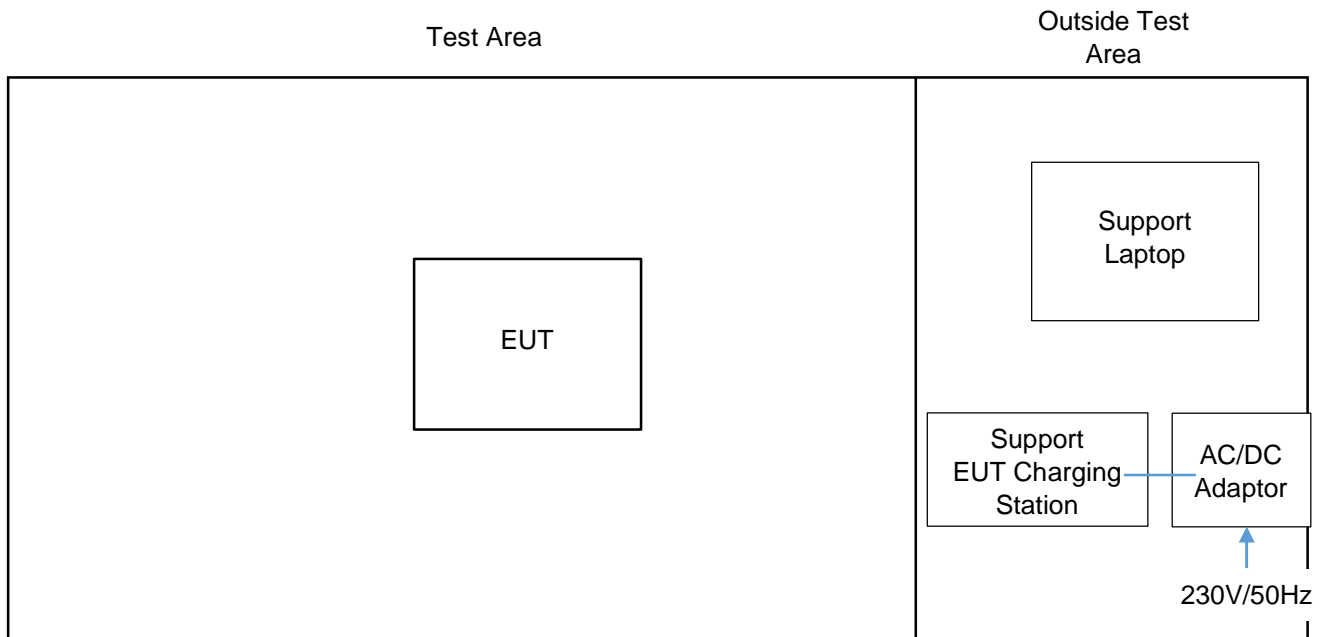 Test Area
Outside Test
Area
Support
Laptop
EUT
Support
EUT Charging
Station
AC/DC
Adaptor
230V/50Hz